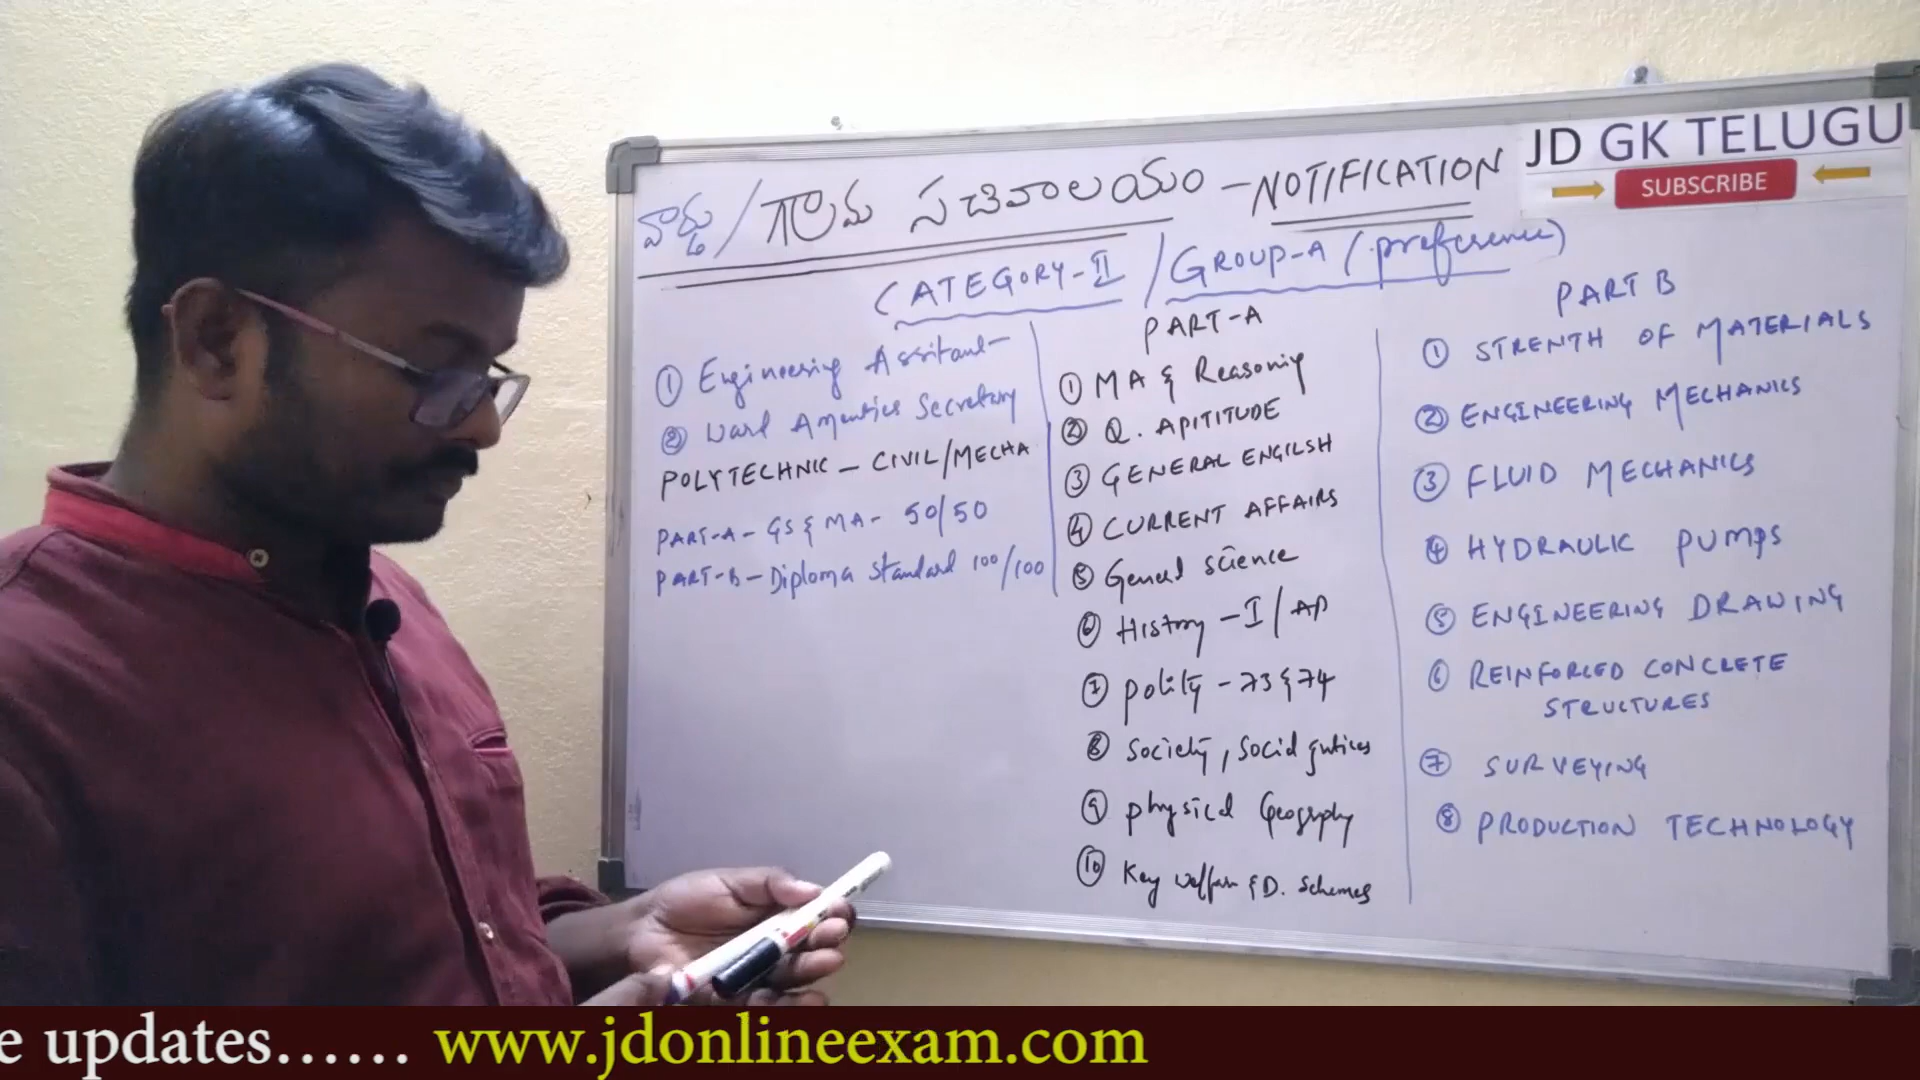 JD GK TELUGU
SUBSCRIBE
వార్డు / గ్రామ సచివాలయం - NOTIFICATION
CATEGORY-II / GROUP-A (preference)
① Engineering Assitant-
② Ward Amenties Secretary
POLYTECHNIC - CIVIL/MECHA
PART-A - GS & MA - 50/50
PART-B - Diploma Standard 100/100
PART-A
① MA & Reasoning
② Q. APITITUDE
③ GENERAL ENGILSH
④ CURRENT AFFAIRS
⑤ General science
⑥ History - I/AP
⑦ polity - 73 & 74
⑧ society, social justices
⑨ physical Geography
⑩ Key welfare & D. Schemes
PART B
① STRENTH OF MATERIALS
② ENGINEERING MECHANICS
③ FLUID MECHANICS
④ HYDRAULIC PUMPS
⑤ ENGINEERING DRAWING
⑥ REINFORCED CONCLETE
STRUCTURES
⑦ SURVEYING
⑧ PRODUCTION TECHNOLOGY
e updates...... www.jdonlineexam.com